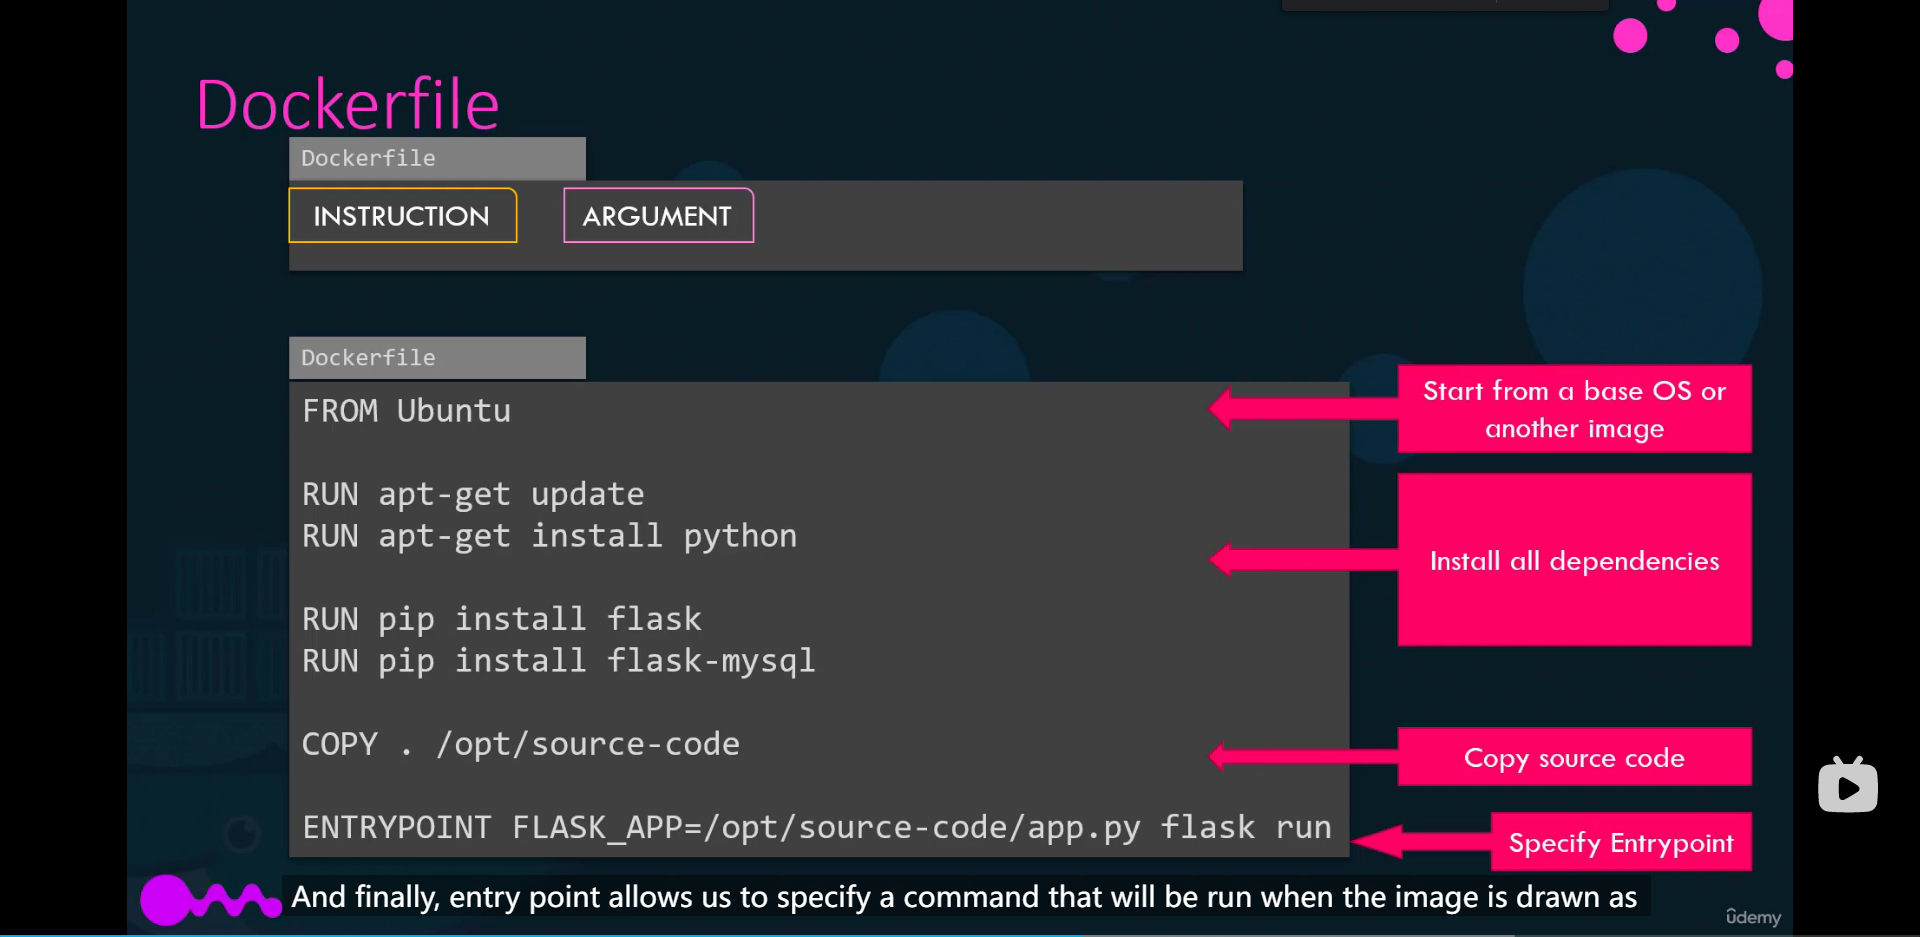 Dockerfile
Dockerfile
INSTRUCTION ARGUMENT
Dockerfile
FROM Ubuntu
Start from a base OS or
another image
RUN apt-get update
RUN apt-get install python
Install all dependencies
RUN pip install flask
RUN pip install flask-mysql
COPY . /opt/source-code
Copy source code
ENTRYPOINT FLASK_APP=/opt/source-code/app.py flask run
Specify Entrypoint
And finally, entry point allows us to specify a command that will be run when the image is drawn as
ûdemy